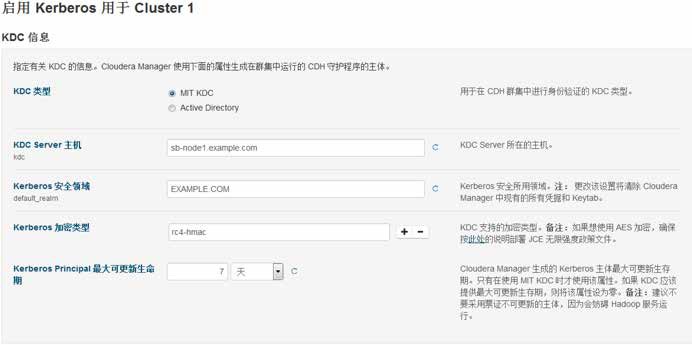 启用 Kerberos 用于 Cluster 1
KDC 信息
指定有关 KDC 的信息。Cloudera Manager 使用下面的属性生成在群集中运行的 CDH 守护程序的主体。
KDC 类型
MIT KDC
Active Directory
用于在 CDH 群集中进行身份验证的 KDC 类型。
KDC Server 主机
kdc
sb-node1.example.com
KDC Server 所在的主机。
Kerberos 安全领域
default_realm
EXAMPLE.COM
Kerberos 安全所用领域。注： 更改该设置将清除 Cloudera
Manager 中现有的所有凭据和 Keytab。
Kerberos 加密类型
rc4-hmac
KDC 支持的加密类型。备注：如果想使用 AES 加密，确保
按此处的说明部署 JCE 无限强度政策文件。
Kerberos Principal 最大可更新生命
期
7
天
Cloudera Manager 生成的 Kerberos 主体最大可更新生存
期。只有在使用 MIT KDC 时才使用该属性。如果 KDC 应该
提供最大可更新生存期，则将该属性设为零。备注：建议不
要采用票证不可更新的主体，因为会妨碍 Hadoop 服务运
行。